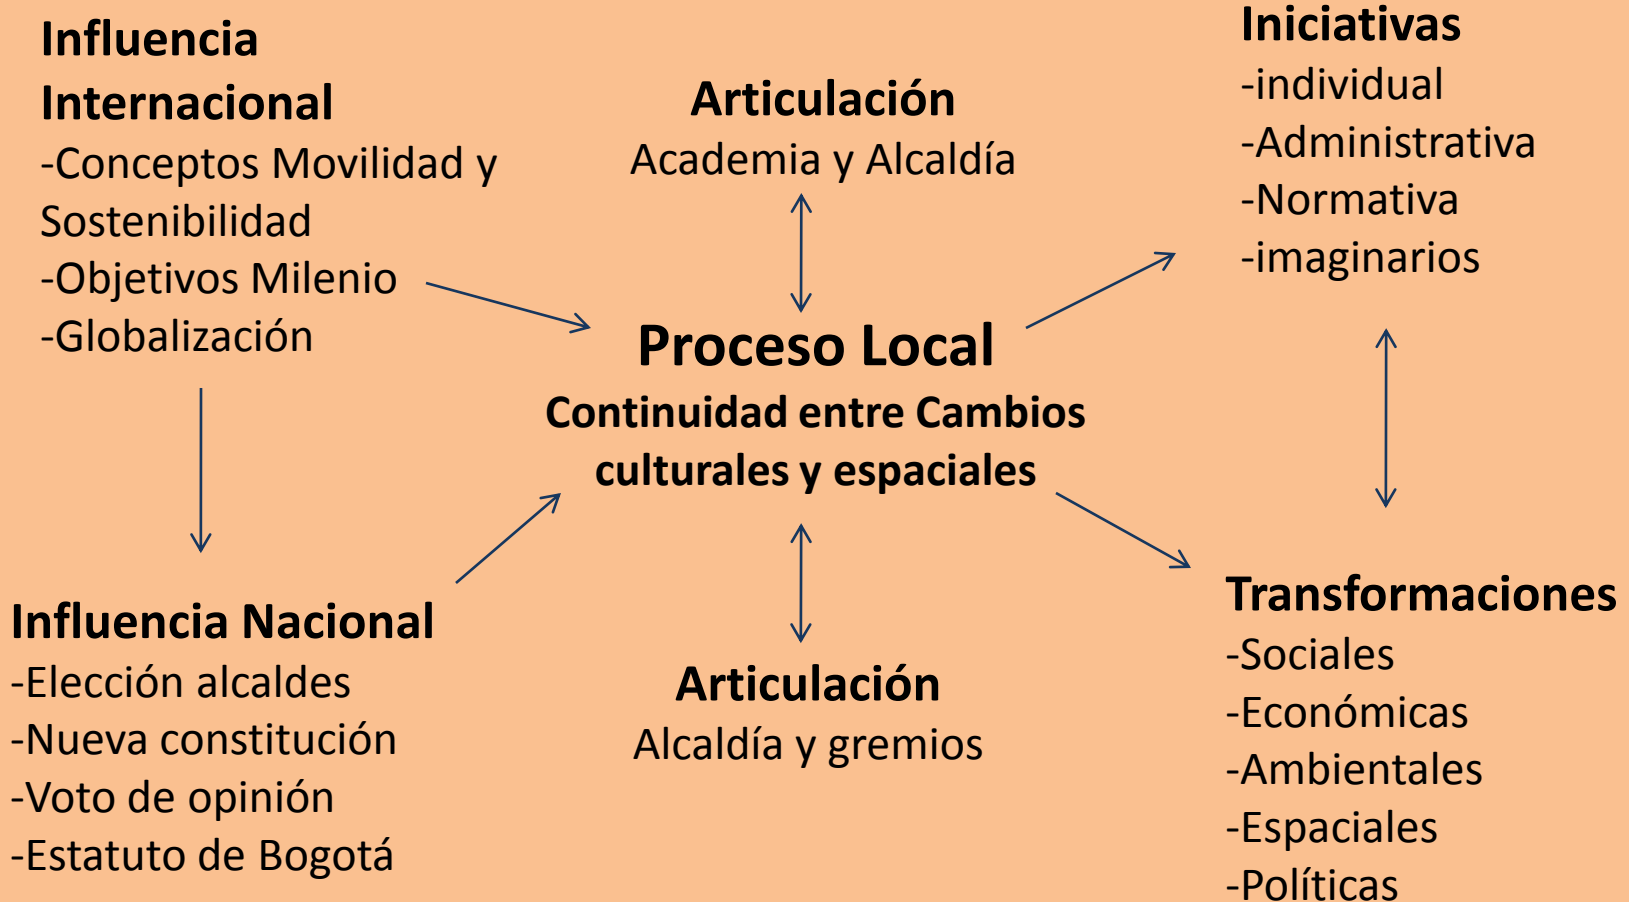 Influencia
Internacional
-Conceptos Movilidad y
Sostenibilidad
-Objetivos Milenio
-Globalización
Articulación
Academia y Alcaldía
Iniciativas
-individual
-Administrativa
-Normativa
-imaginarios
Proceso Local
Continuidad entre Cambios
culturales y espaciales
Influencia Nacional
-Elección alcaldes
-Nueva constitución
-Voto de opinión
-Estatuto de Bogotá
Articulación
Alcaldía y gremios
Transformaciones
-Sociales
-Económicas
-Ambientales
-Espaciales
-Políticas